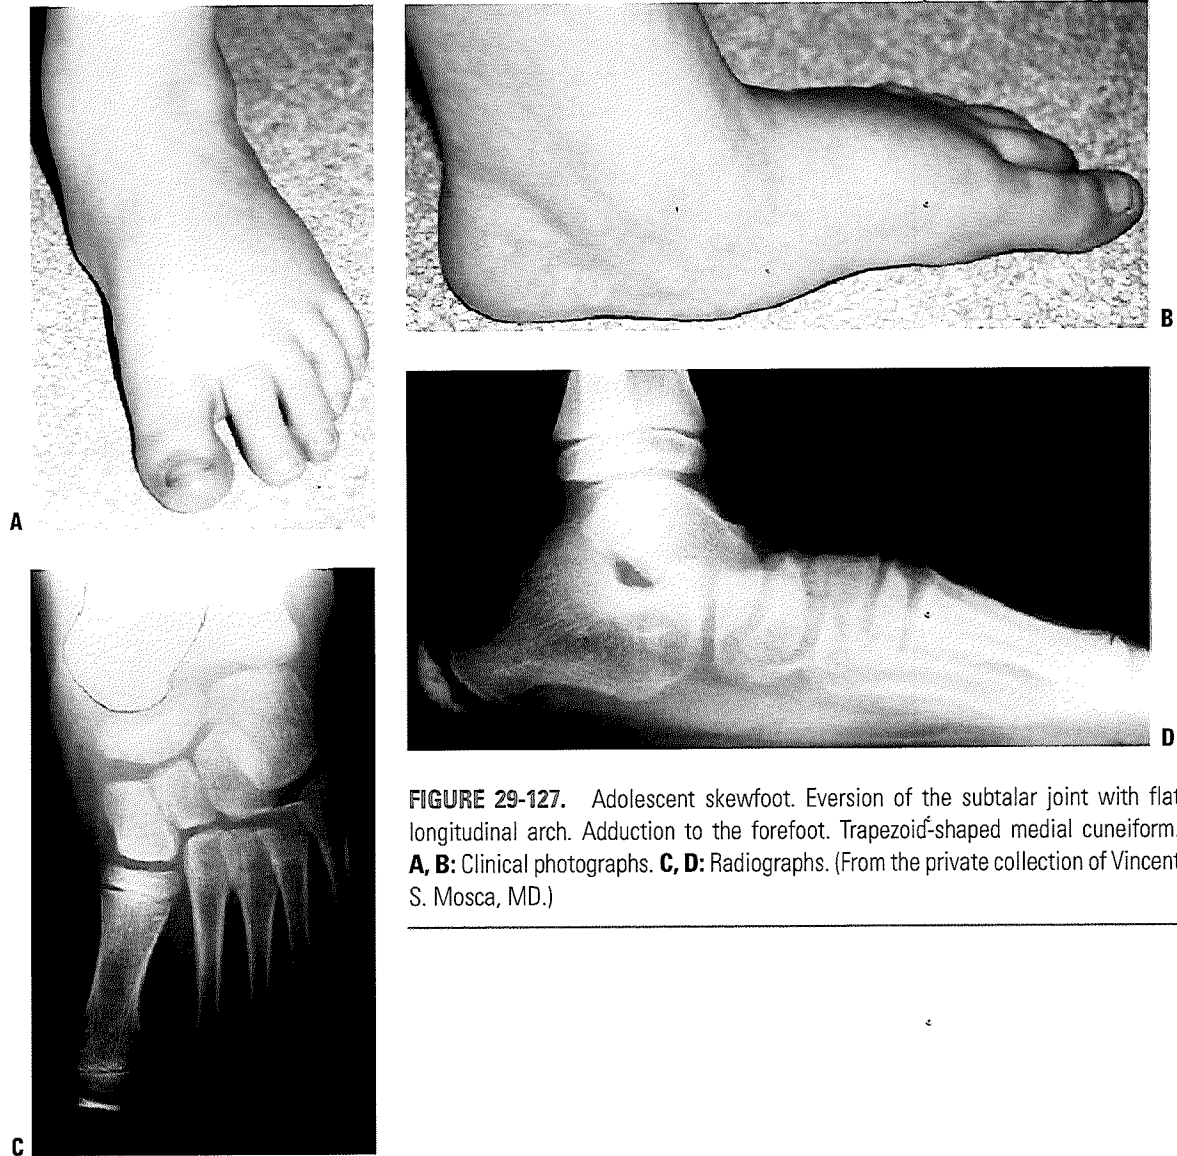 A
B
C
D
FIGURE 29-127. Adolescent skewfoot. Eversion of the subtalar joint with flat
longitudinal arch. Adduction to the forefoot. Trapezoid-shaped medial cuneiform.
A, B: Clinical photographs. C, D: Radiographs. (From the private collection of Vincent
S. Mosca, MD.)